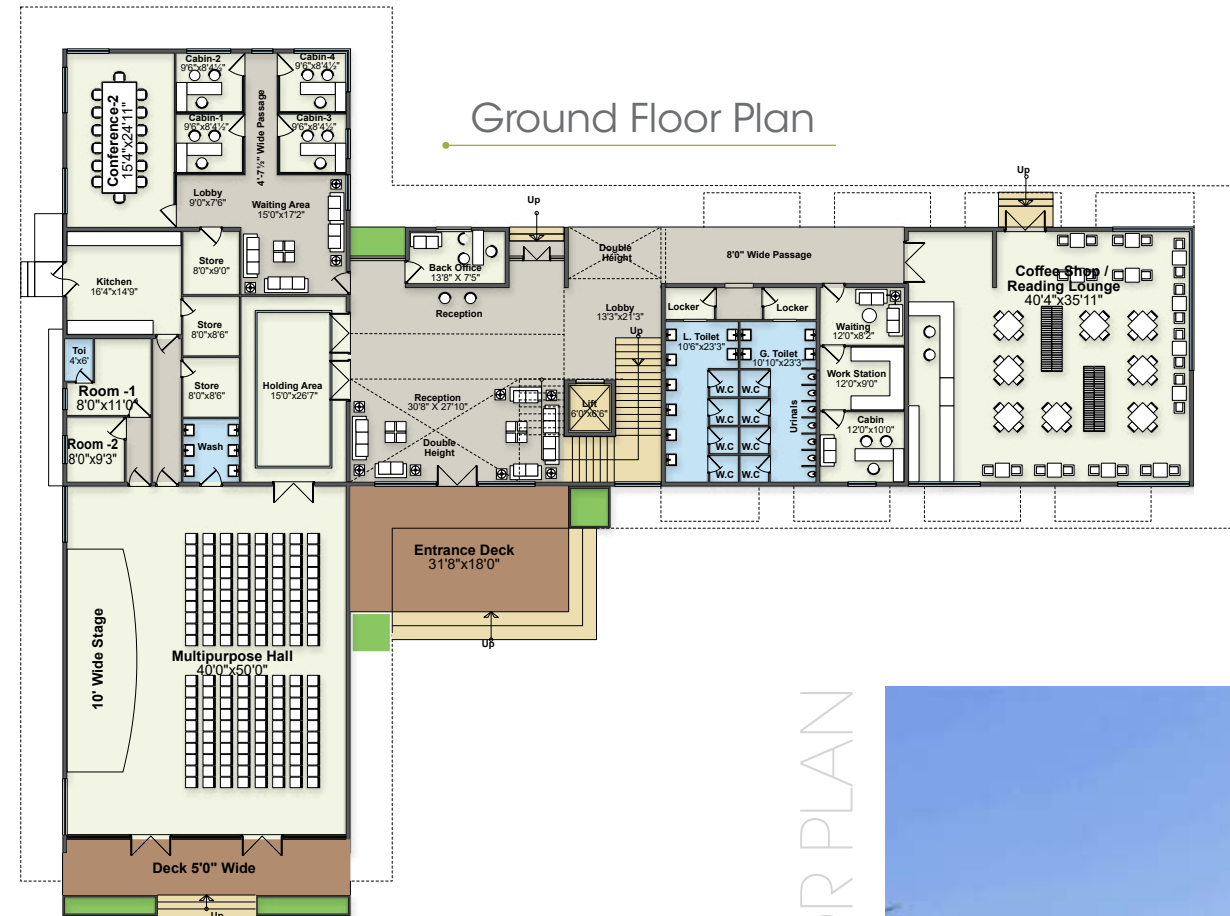 Ground Floor Plan
Cabin-2
9'6"x8'4½"
Cabin-4
9'6"x8'4½"
Conference-2
15'4"x24'11"
Cabin-1
9'6"x8'4½"
4'-7½" Wide Passage
Cabin-3
9'6"x8'4½"
Lobby
9'0"x7'6"
Waiting Area
15'0"x17'2"
Up
Up
Store
8'0"x9'0"
Kitchen
16'4"x14'9"
Back Office
13'8" X 7'5"
Double
Height
8'0" Wide Passage
Coffee Shop /
Reading Lounge
40'4"x35'11"
Reception
Lobby
13'3"x21'3"
Up
Locker
Locker
Store
8'0"x8'6"
L. Toilet
10'6"x23'3"
G. Toilet
10'10"x23'3"
Waiting
12'0"x8'2"
Toi
4'x6'
Room -1
8'0"x11'0"
Store
8'0"x8'6"
Holding Area
15'0"x26'7"
Reception
30'8" X 27'10"
Double
Height
Lift
6'0"x6'6"
W.C
W.C
W.C
W.C
W.C
W.C
W.C
W.C
Urinals
Work Station
12'0"x9'0"
Cabin
12'0"x10'0"
Room -2
8'0"x9'3"
Wash
Entrance Deck
31'8"x18'0"
Up
10' Wide Stage
Multipurpose Hall
40'0"x50'0"
Deck 5'0" Wide
Up
PLAN